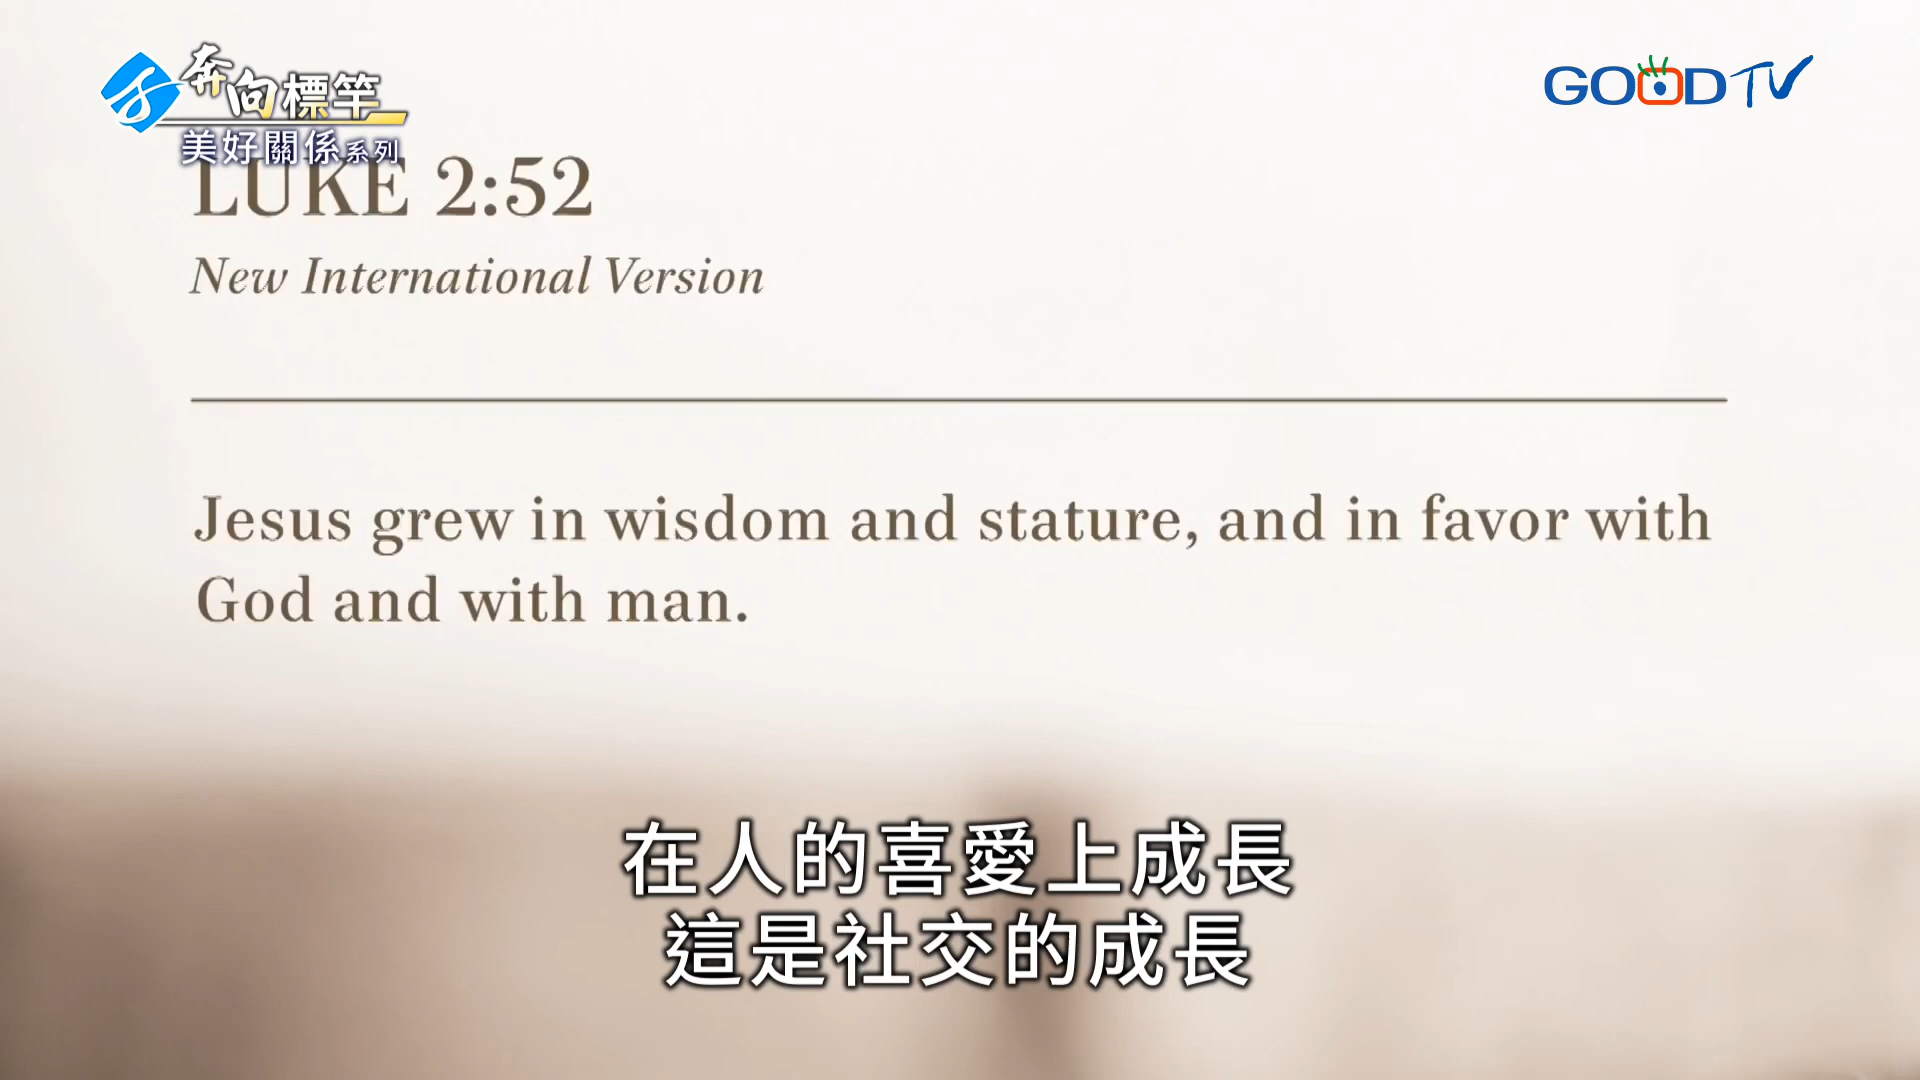 奔向標竿
GOOD TV
美好關係系列
LUKE 2:52
New International Version
Jesus grew in wisdom and stature, and in favor with
God and with man.
在人的喜愛上成長
這是社交的成長